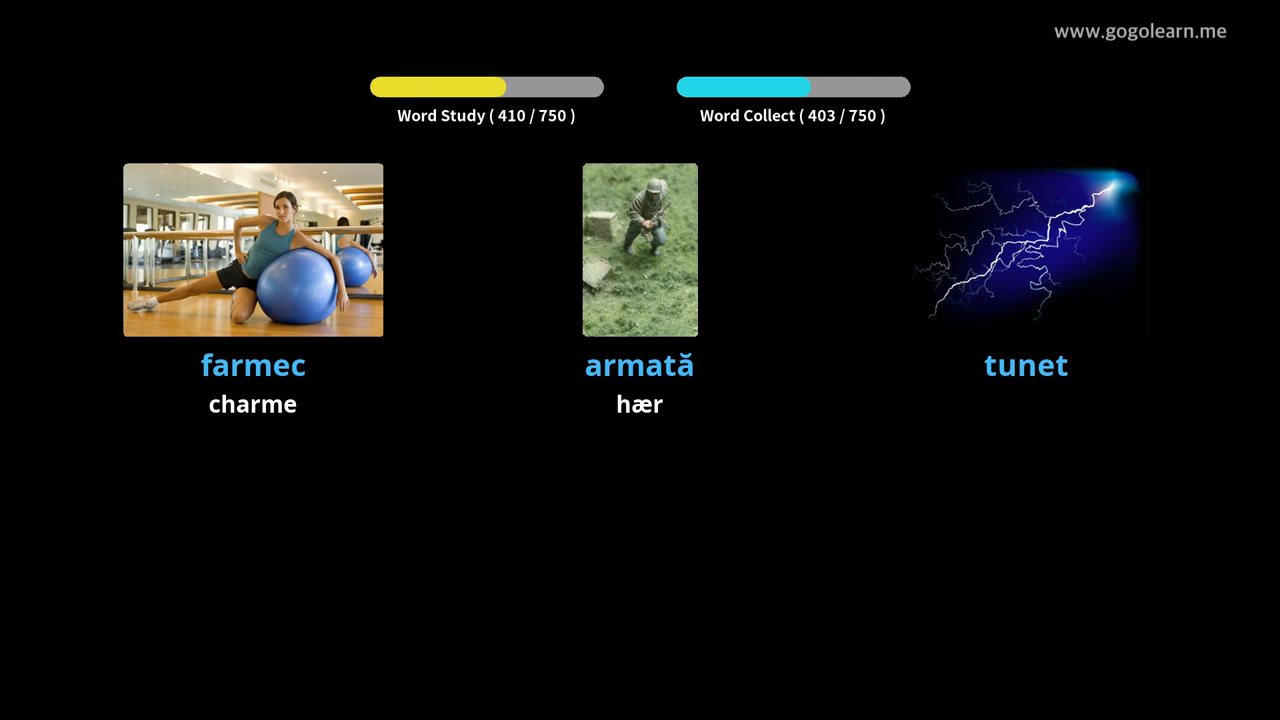 www.gogolearn.me
Word Study ( 410 / 750 )
Word Collect ( 403 / 750 )
farmec
armată
tunet
charme
hær